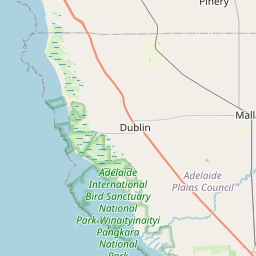 Pinery
Mall
Dublin
Adelaide
International
Bird Sanctuary
National
Park Winaityinaityi
Pangkara
National
Park
Adelaide
Plains Council